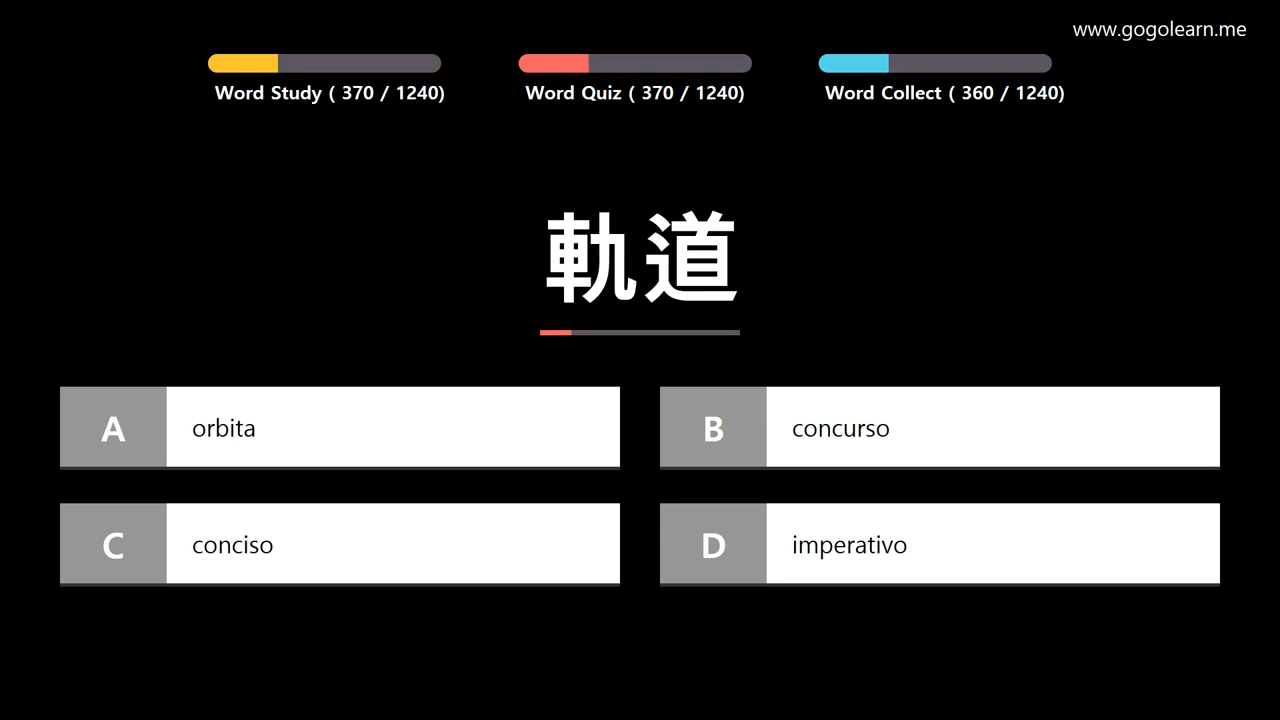 www.gogolearn.me
Word Study ( 370 / 1240)
Word Quiz ( 370 / 1240)
Word Collect ( 360 / 1240)
軌道
A orbita
B concurso
C conciso
D imperativo